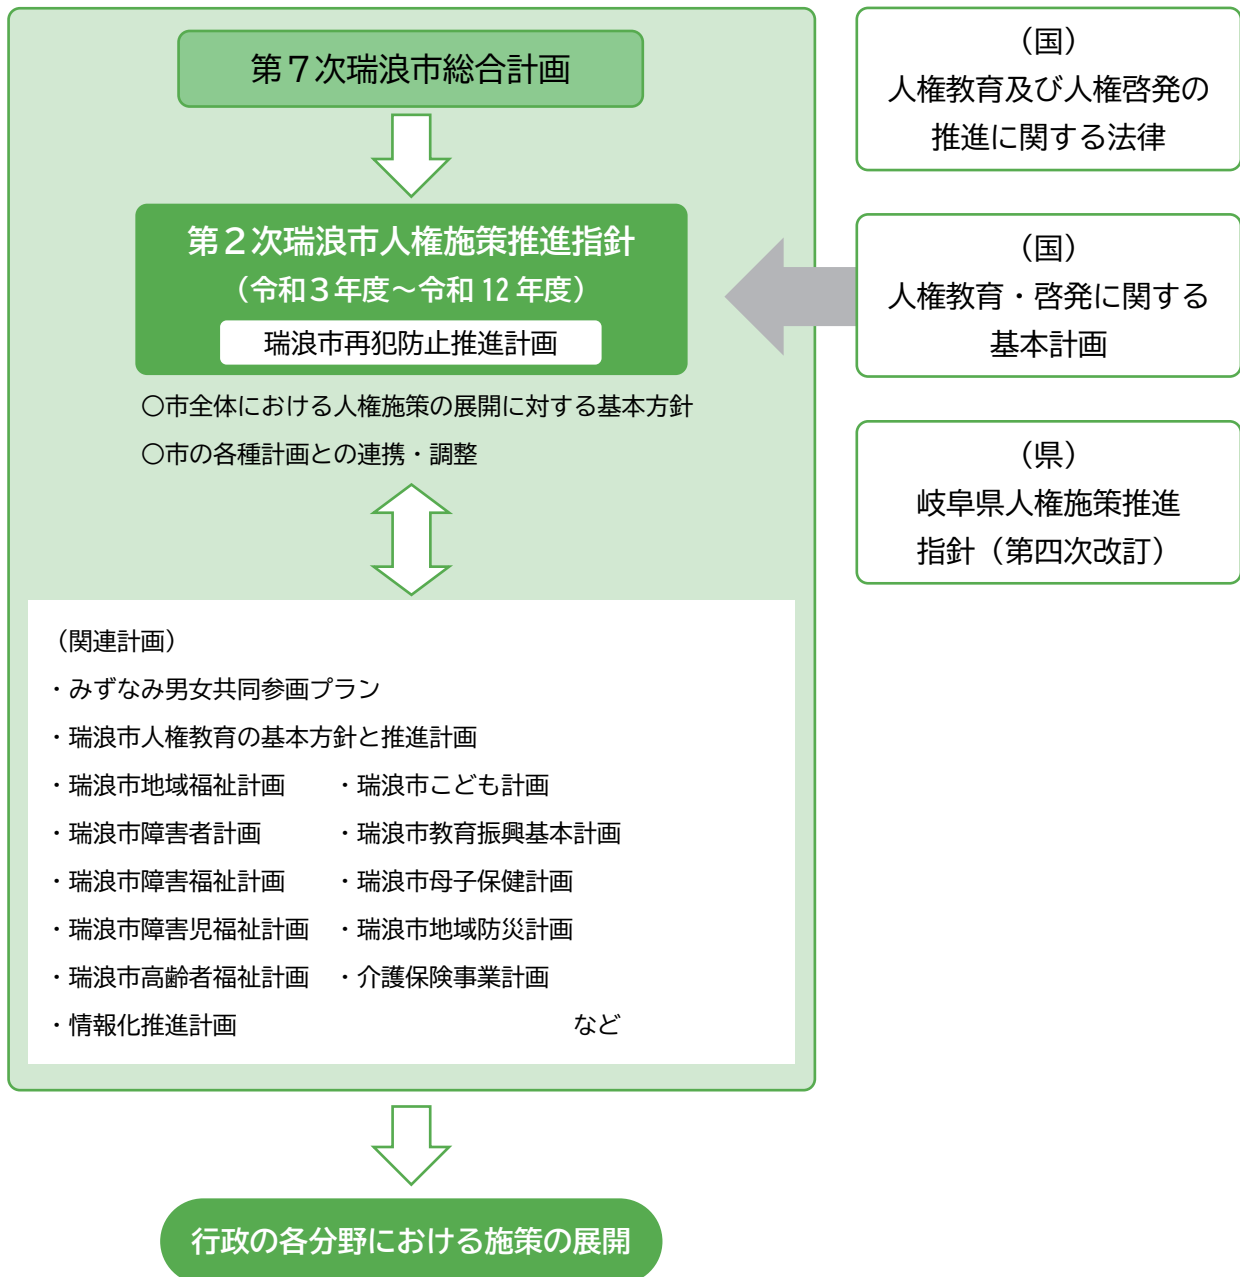 第7次瑞浪市総合計画
第2次瑞浪市人権施策推進指針
(令和3年度~令和12年度)
瑞浪市再犯防止推進計画
○市全体における人権施策の展開に対する基本方針
○市の各種計画との連携・調整
(関連計画)
・みずなみ男女共同参画プラン
・瑞浪市人権教育の基本方針と推進計画
・瑞浪市地域福祉計画 ・瑞浪市こども計画
・瑞浪市障害者計画 ・瑞浪市教育振興基本計画
・瑞浪市障害福祉計画 ・瑞浪市母子保健計画
・瑞浪市障害児福祉計画 ・瑞浪市地域防災計画
・瑞浪市高齢者福祉計画 ・介護保険事業計画
・情報化推進計画 など
行政の各分野における施策の展開
(国)
人権教育及び人権啓発の
推進に関する法律
(国)
人権教育・啓発に関する
基本計画
(県)
岐阜県人権施策推進
指針(第四次改訂)